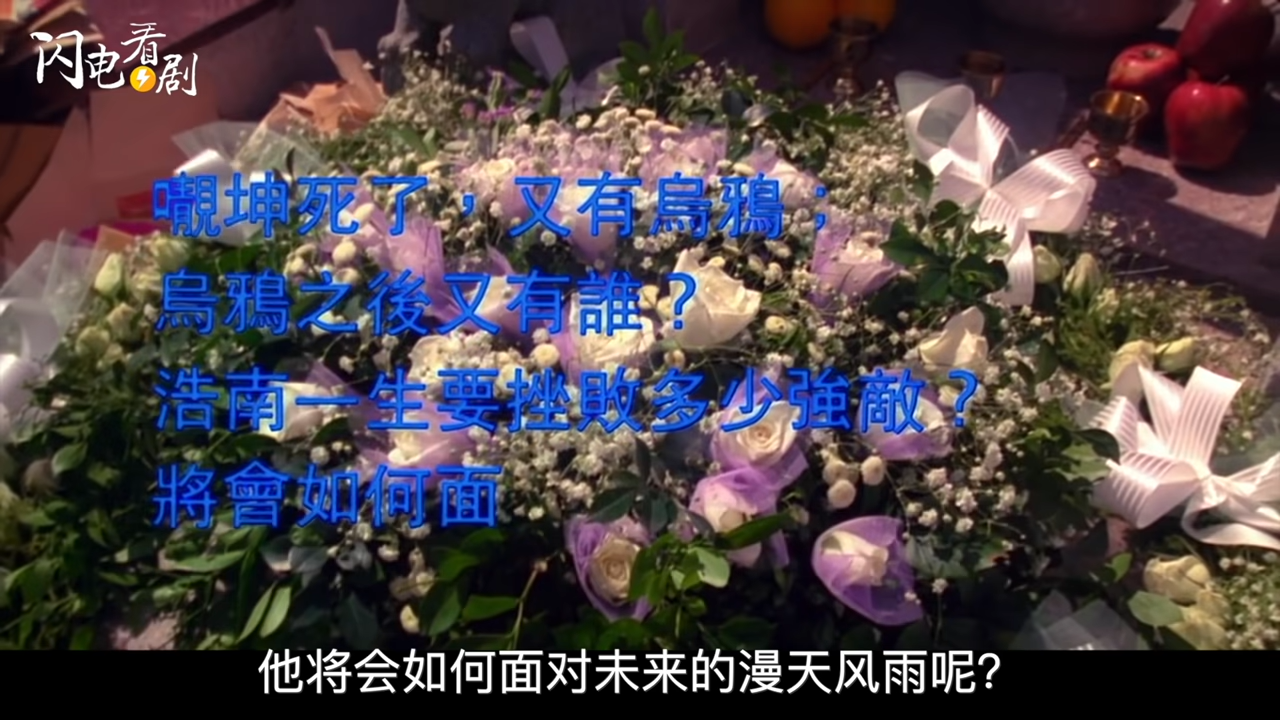 闪电看剧
嚫坤死了，又有烏鴉；
烏鴉之後又有誰？
浩南一生要挫敗多少強敵？
將會如何面
他将会如何面对未来的漫天风雨呢？